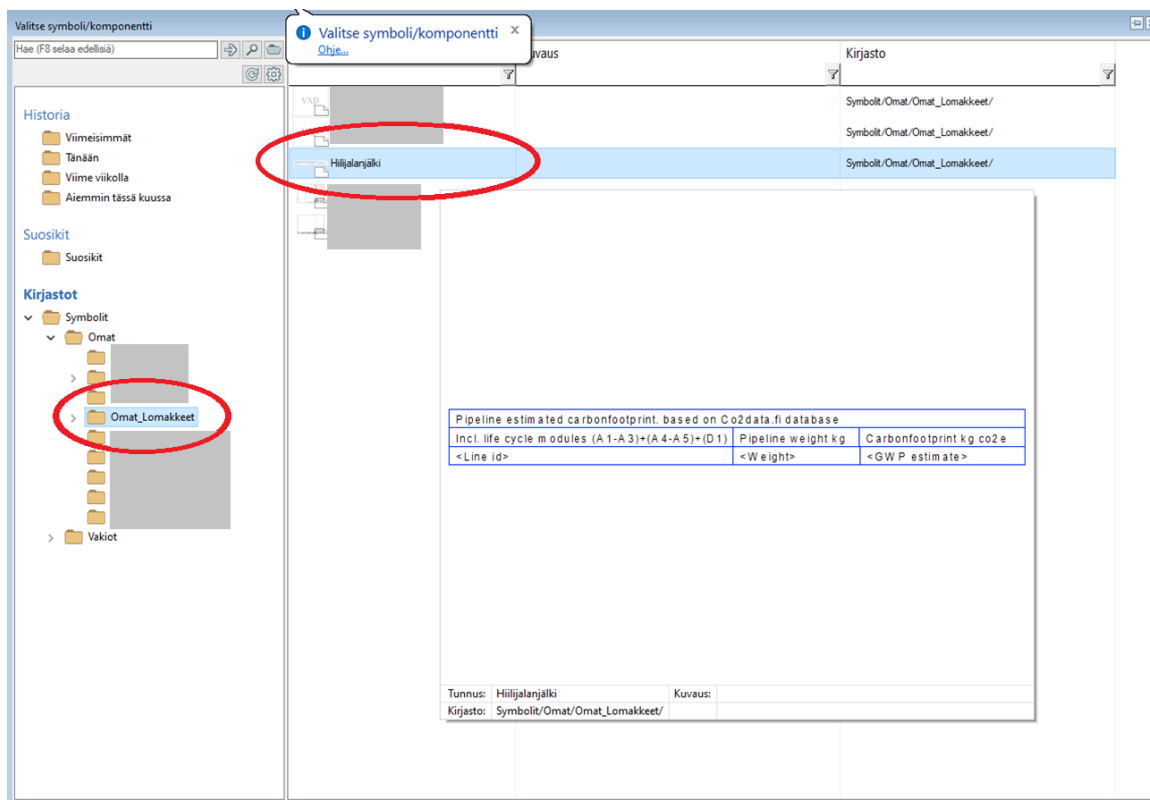 Valitse symboli/komponentti
Hae (F8 selaa edellisiä)
Valitse symboli/komponentti x
Ohje...
uvaus
Kirjasto
Historia
Viimeisimmät
Tänään
Viime viikolla
Aiemmin tässä kuussa
Suosikit
Suosikit
Kirjastot
Symbolit
Omat
Omat_Lomakkeet
Vakiot
VXP
Symbolit/Omat/Omat_Lomakkeet/
Symbolit/Omat/Omat_Lomakkeet/
Hiilijalanjälki
Symbolit/Omat/Omat_Lomakkeet/
Pipeline estimated carbonfootprint. based on Co2data.fi database
Incl. life cycle modules (A1-A3)+(A4-A5)+(D1) Pipeline weight kg Carbonfootprint kg co2e
<Line id> <Weight> <GWP estimate>
Tunnus: Hiilijalanjälki Kuvaus:
Kirjasto: Symbolit/Omat/Omat_Lomakkeet/